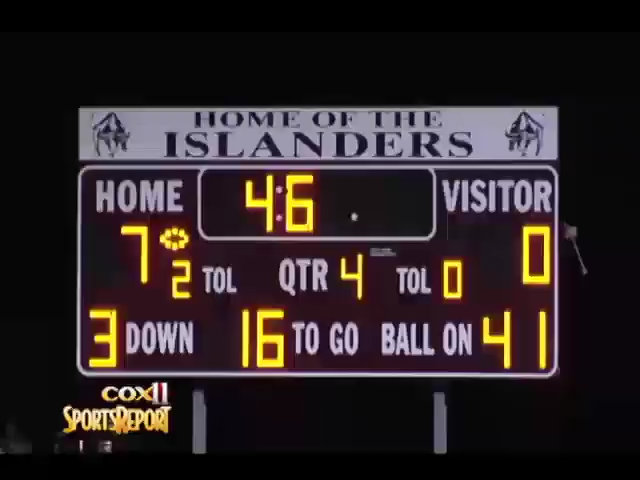 HOME OF THE
ISLANDERS
HOME 4:6 . VISITOR
7 0
2 TOL QTR 4 TOL 0
3 DOWN 16 TO GO BALL ON 41
COX11
SPORTSREPORT